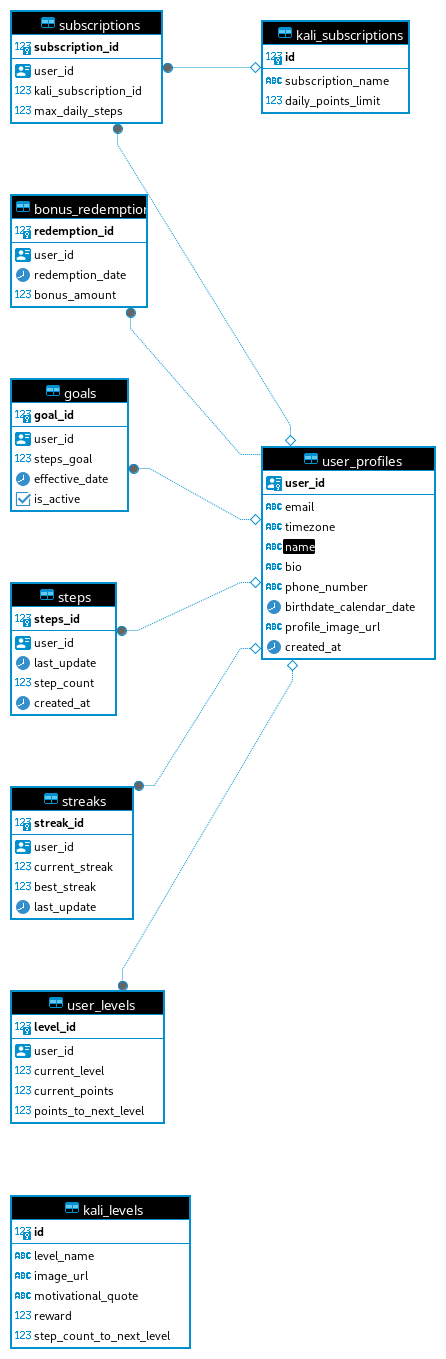 subscriptions
123 subscription_id
user_id
123 kali_subscription_id
123 max_daily_steps
kali_subscriptions
123 id
ABC subscription_name
123 daily_points_limit
bonus_redemption
123 redemption_id
user_id
redemption_date
123 bonus_amount
goals
123 goal_id
user_id
123 steps_goal
effective_date
is_active
user_profiles
user_id
ABC email
ABC timezone
ABC name
ABC bio
ABC phone_number
birthdate_calendar_date
ABC profile_image_url
created_at
steps
123 steps_id
user_id
last_update
123 step_count
created_at
streaks
123 streak_id
user_id
123 current_streak
123 best_streak
last_update
user_levels
123 level_id
user_id
123 current_level
123 current_points
123 points_to_next_level
kali_levels
123 id
ABC level_name
ABC image_url
ABC motivational_quote
123 reward
123 step_count_to_next_level